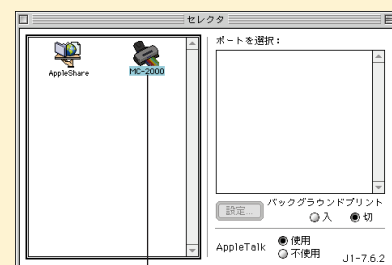 セレクタ
AppleShare
MC-2000
ポートを選択：
設定...
バックグラウンドプリント
入 切
AppleTalk
使用
不使用
J1-7.6.2